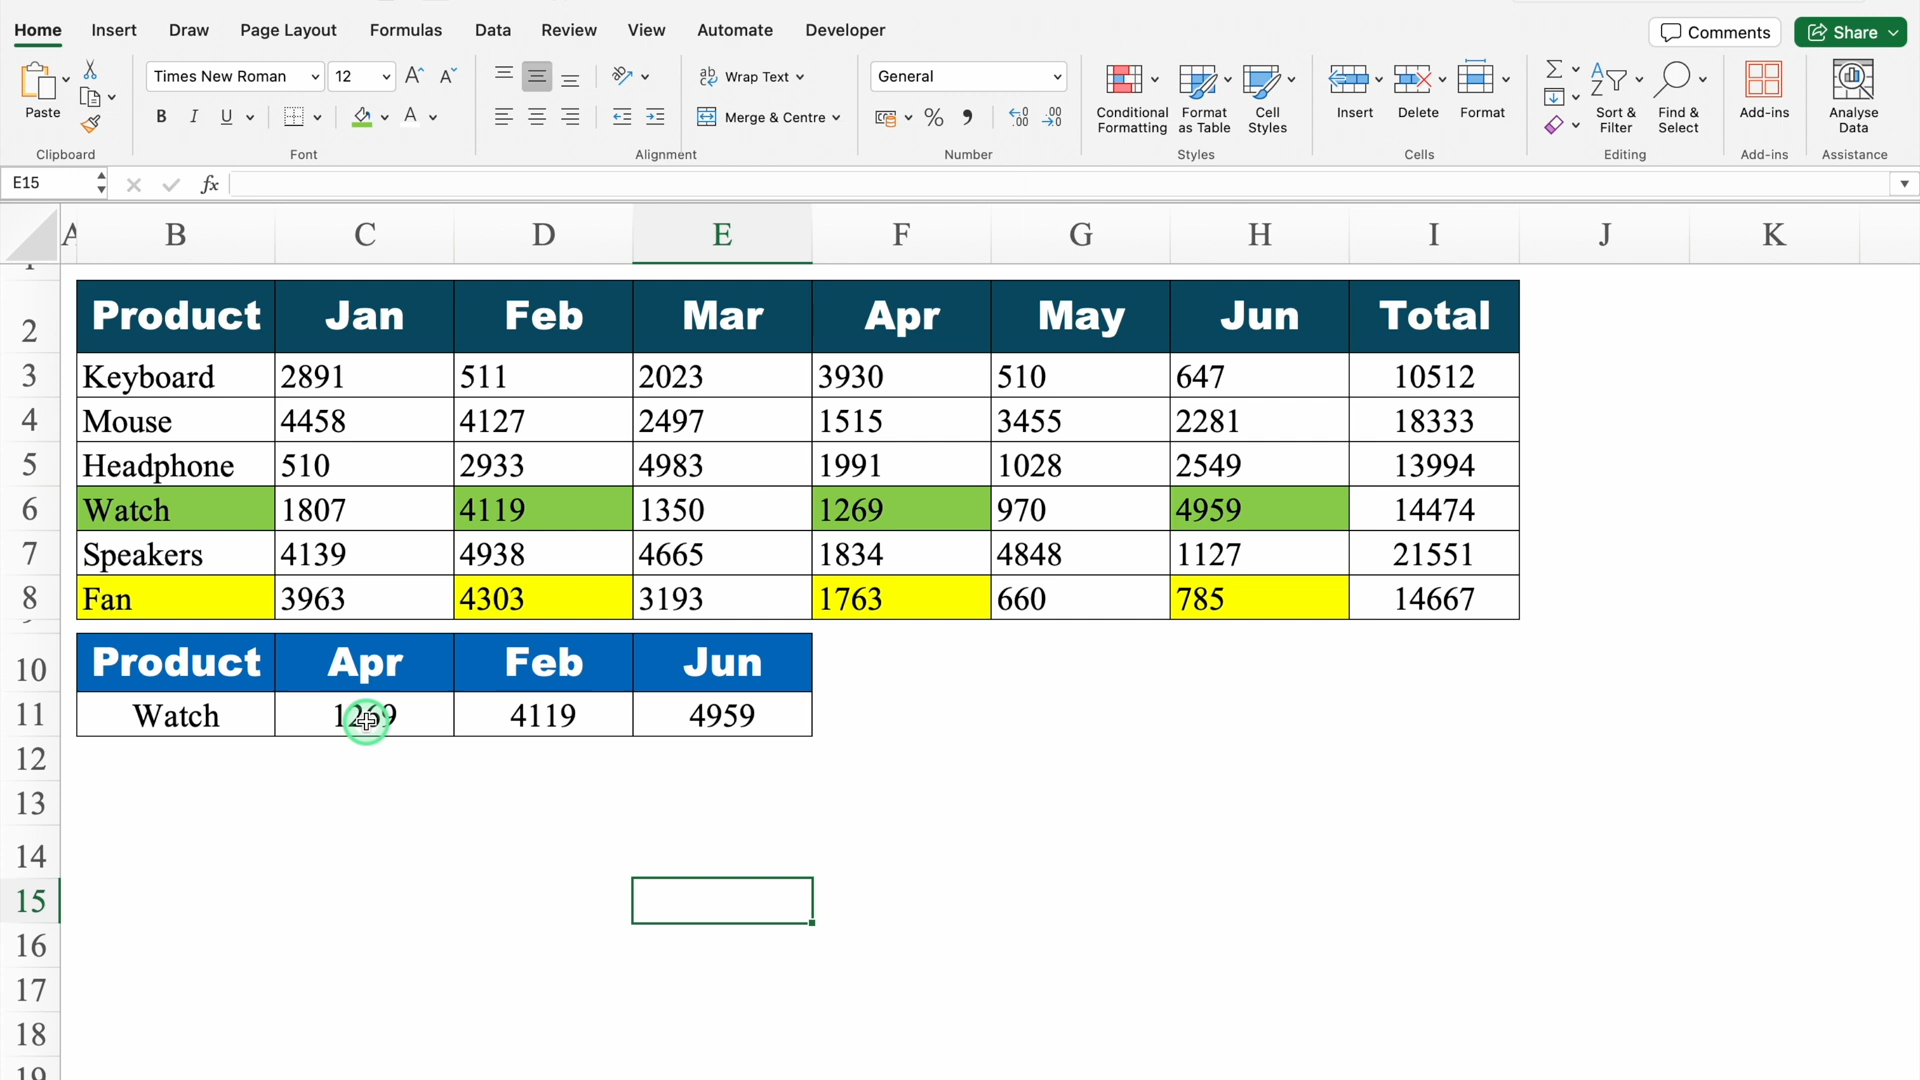 Home Insert Draw Page Layout Formulas Data Review View Automate Developer Comments Share
Times New Roman 12 Wrap Text General
Paste B I U Merge & Centre % Conditional Formatting Format as Table Cell Styles Insert Delete Format Sort & Filter Find & Select Add-ins Analyse Data
Clipboard Font Alignment Number Styles Cells Editing Add-ins Assistance
E15 fx
A B C D E F G H I J K
1
2 Product Jan Feb Mar Apr May Jun Total
3 Keyboard 2891 511 2023 3930 510 647 10512
4 Mouse 4458 4127 2497 1515 3455 2281 18333
5 Headphone 510 2933 4983 1991 1028 2549 13994
6 Watch 1807 4119 1350 1269 970 4959 14474
7 Speakers 4139 4938 4665 1834 4848 1127 21551
8 Fan 3963 4303 3193 1763 660 785 14667
10 Product Apr Feb Jun
11 Watch 1269 4119 4959
12
13
14
15
16
17
18
19